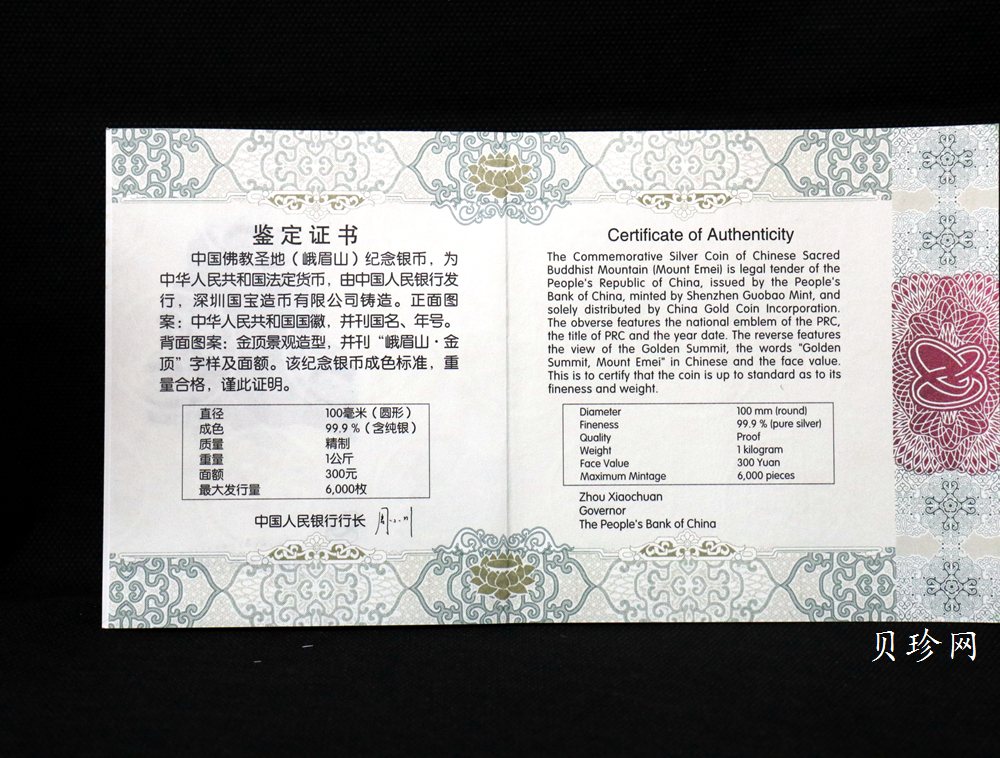 鉴定证书
中国佛教圣地（峨眉山）纪念银币，为
中华人民共和国法定货币，由中国人民银行发
行，深圳国宝造币有限公司铸造。正面图
案：中华人民共和国国徽，并刊国名、年号。
背面图案：金顶景观造型，并刊“峨眉山·金
顶”字样及面额。该纪念银币成色标准，重
量合格，谨此证明。
直径 100毫米（圆形）
成色 99.9％（含纯银）
质量 精制
重量 1公斤
面额 300元
最大发行量 6,000枚
中国人民银行行长
Certificate of Authenticity
The Commemorative Silver Coin of Chinese Sacred
Buddhist Mountain (Mount Emei) is legal tender of the
People's Republic of China, issued by the People's
Bank of China, minted by Shenzhen Guobao Mint, and
solely distributed by China Gold Coin Incorporation.
The obverse features the national emblem of the PRC,
the title of PRC and the year date. The reverse features
the view of the Golden Summit, the words "Golden
Summit, Mount Emei" in Chinese and the face value.
This is to certify that the coin is up to standard as to its
fineness and weight.
Diameter 100 mm (round)
Fineness 99.9 % (pure silver)
Quality Proof
Weight 1 kilogram
Face Value 300 Yuan
Maximum Mintage 6,000 pieces
Zhou Xiaochuan
Governor
The People's Bank of China
贝珍网